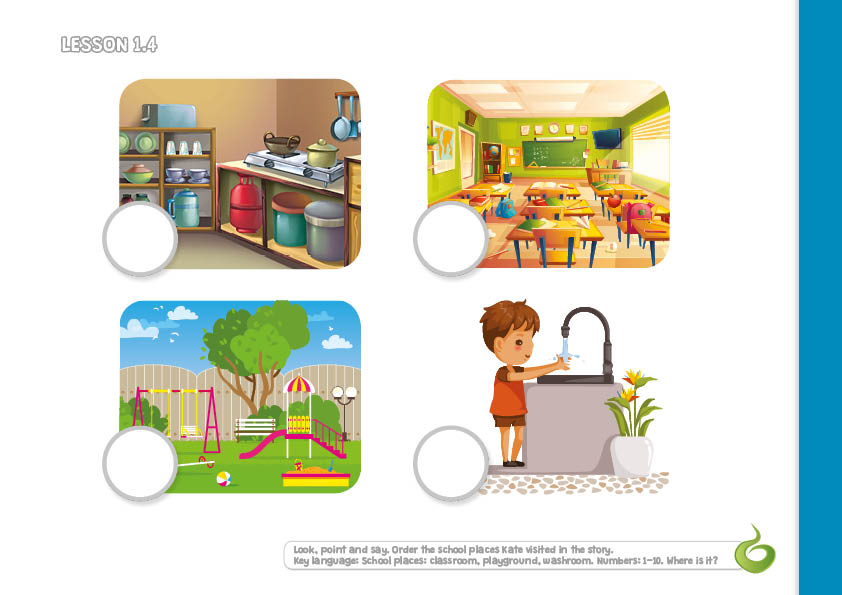 LESSON 1.4
Look, point and say. Order the school places Kate visited in the story.
Key language: School places: classroom, playground, washroom. Numbers: 1-10. Where is it?